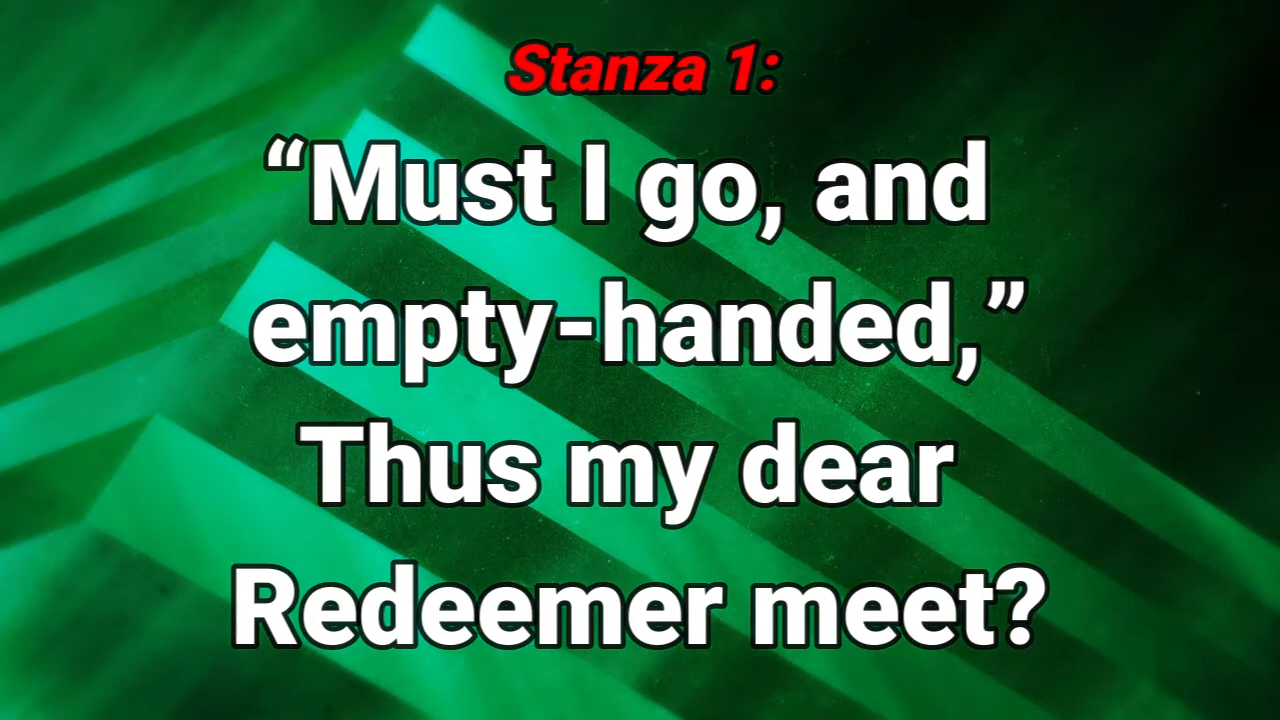 Stanza 1:
“Must I go, and
empty-handed,”
Thus my dear
Redeemer meet?